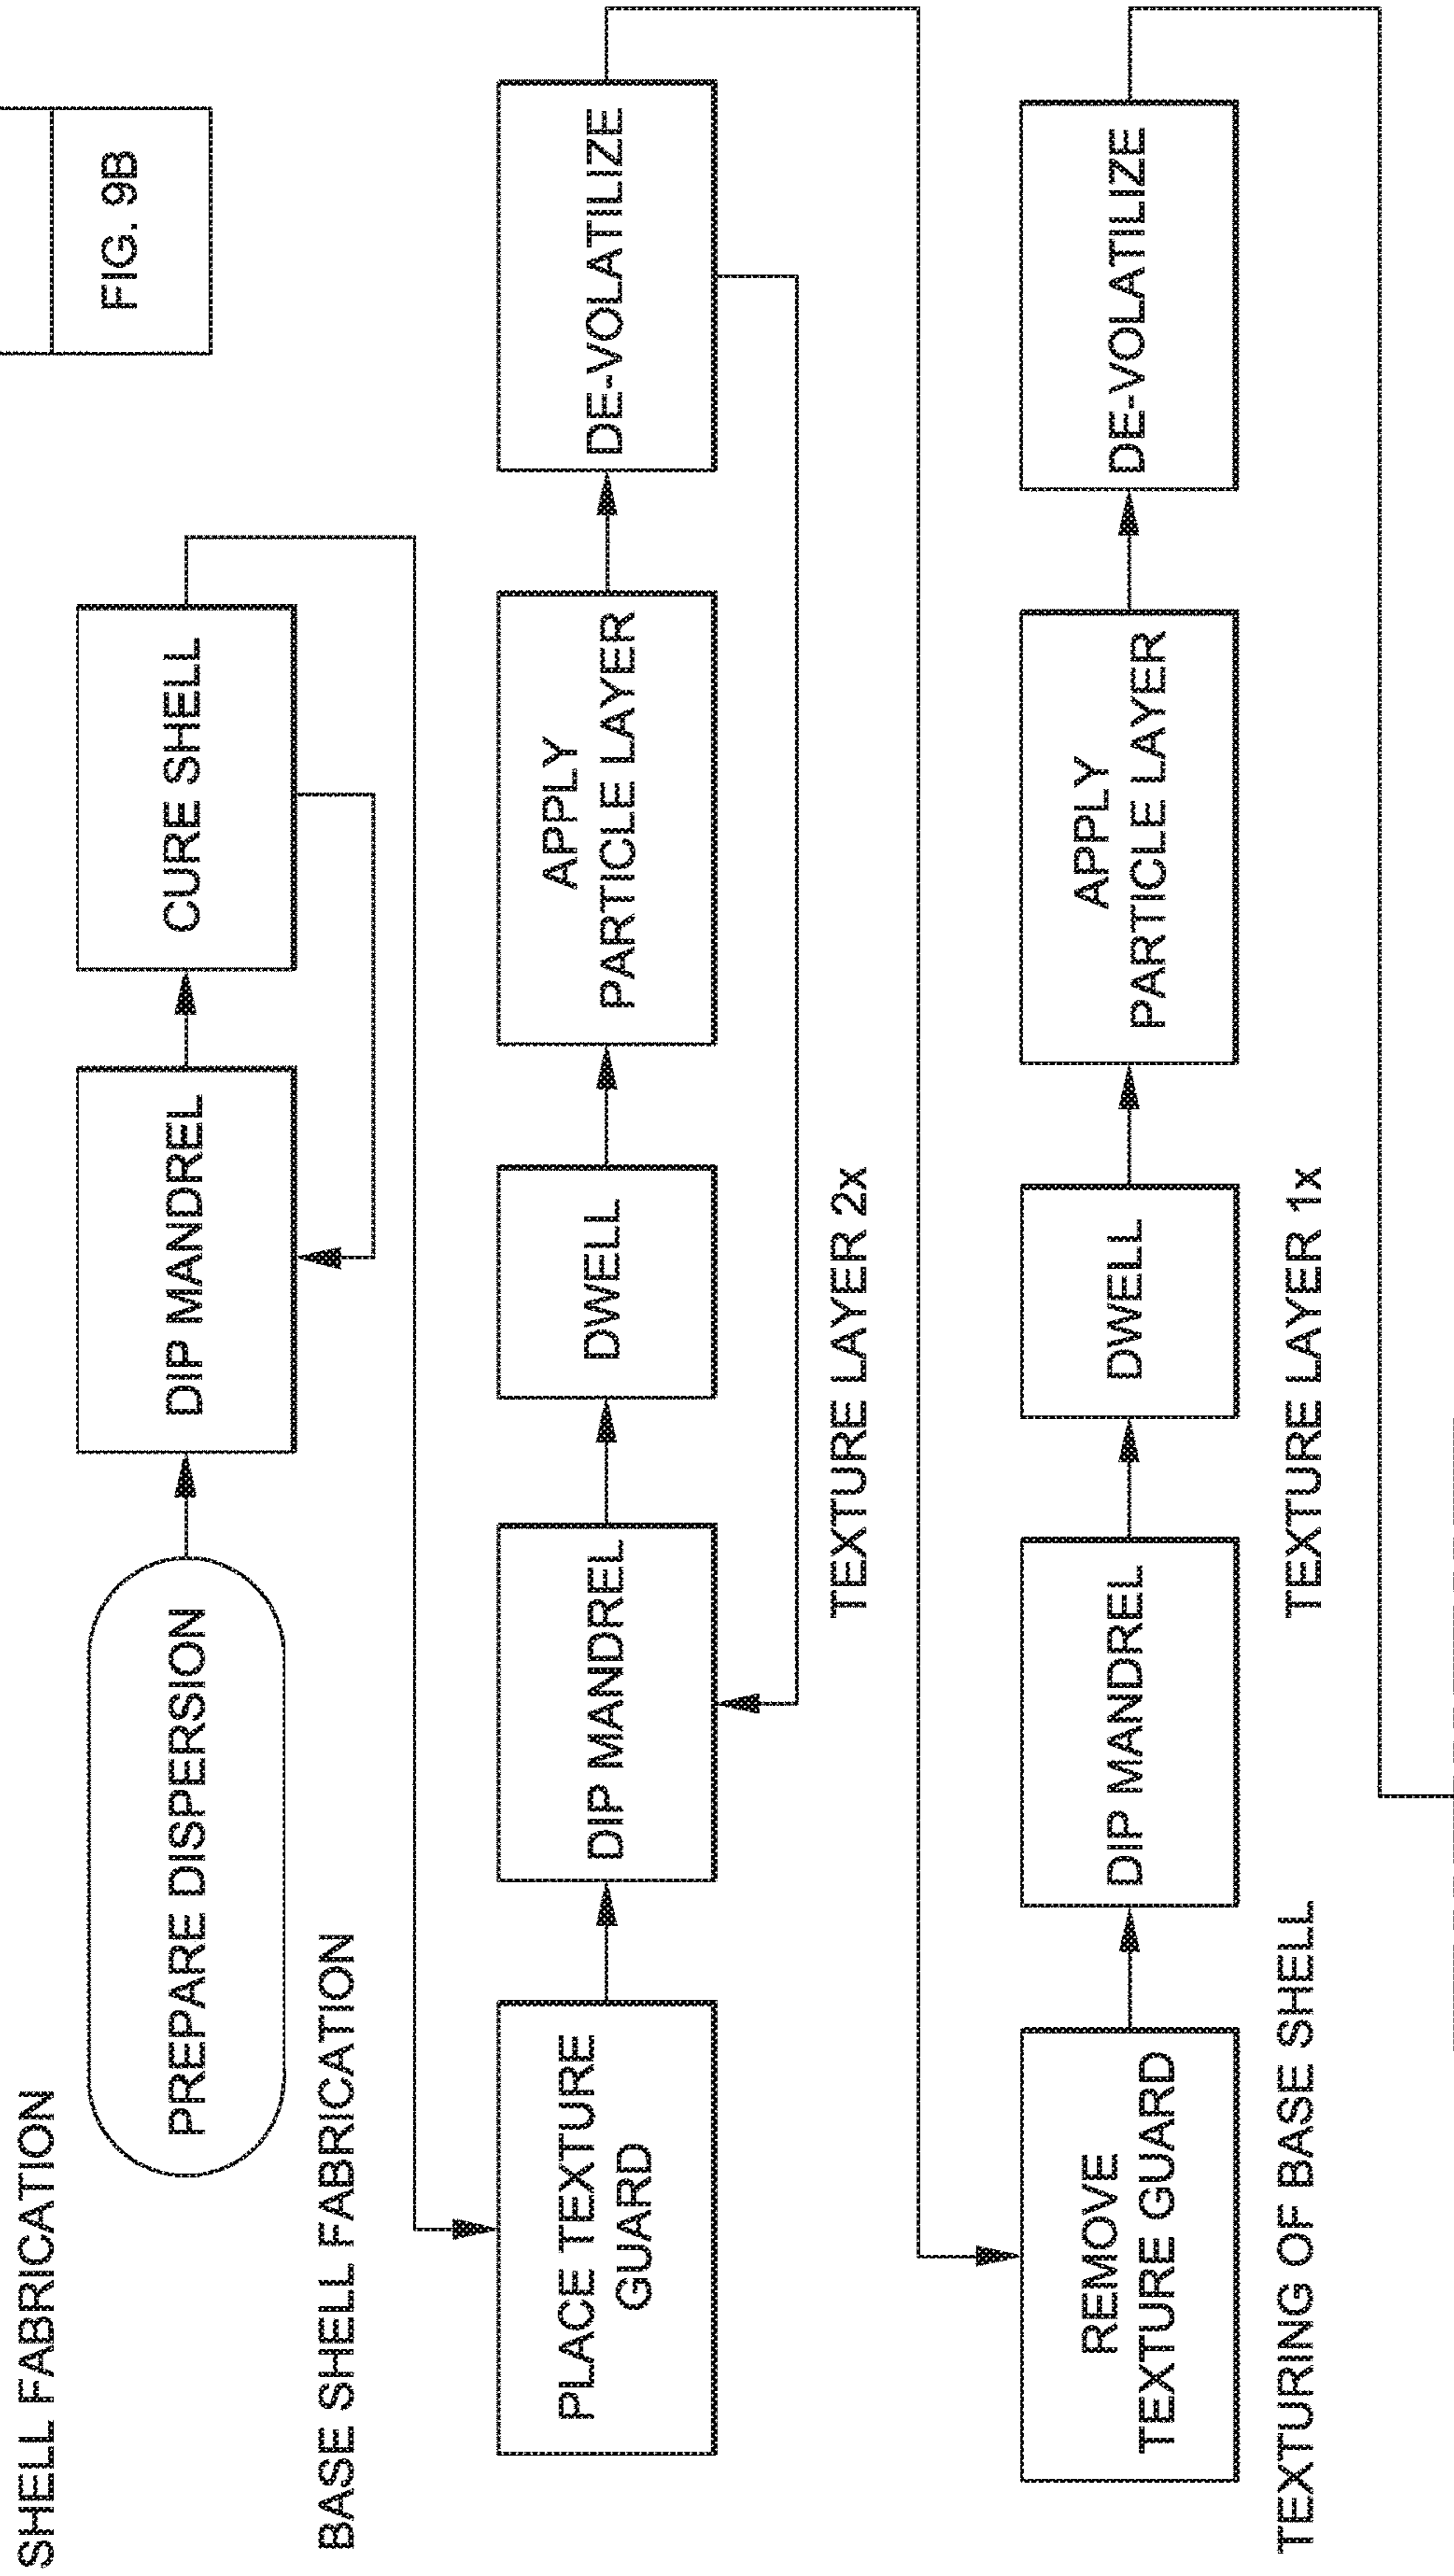 FIG. 9B
SHELL FABRICATION
PREPARE DISPERSION
DIP MANDREL
CURE SHELL
BASE SHELL FABRICATION
PLACE TEXTURE
GUARD
DIP MANDREL
DWELL
APPLY
PARTICLE LAYER
DE-VOLATILIZE
TEXTURE LAYER 2x
REMOVE
TEXTURE GUARD
DIP MANDREL
DWELL
APPLY
PARTICLE LAYER
DE-VOLATILIZE
TEXTURING OF BASE SHELL
TEXTURE LAYER 1x